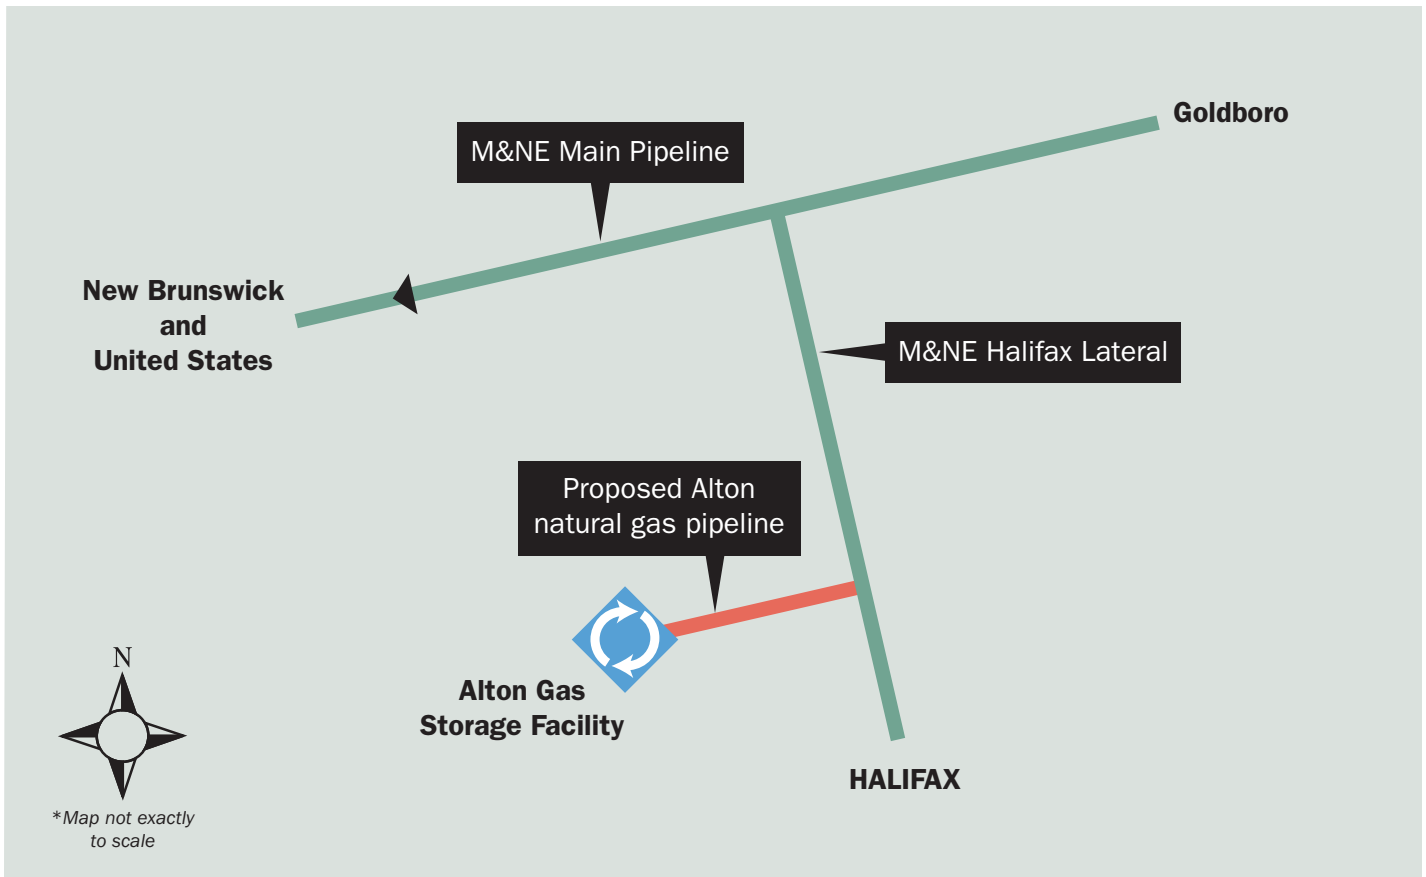 Goldboro
M&NE Main Pipeline
New Brunswick
and
United States
M&NE Halifax Lateral
Proposed Alton
natural gas pipeline
Alton Gas
Storage Facility
HALIFAX
N
*Map not exactly
to scale